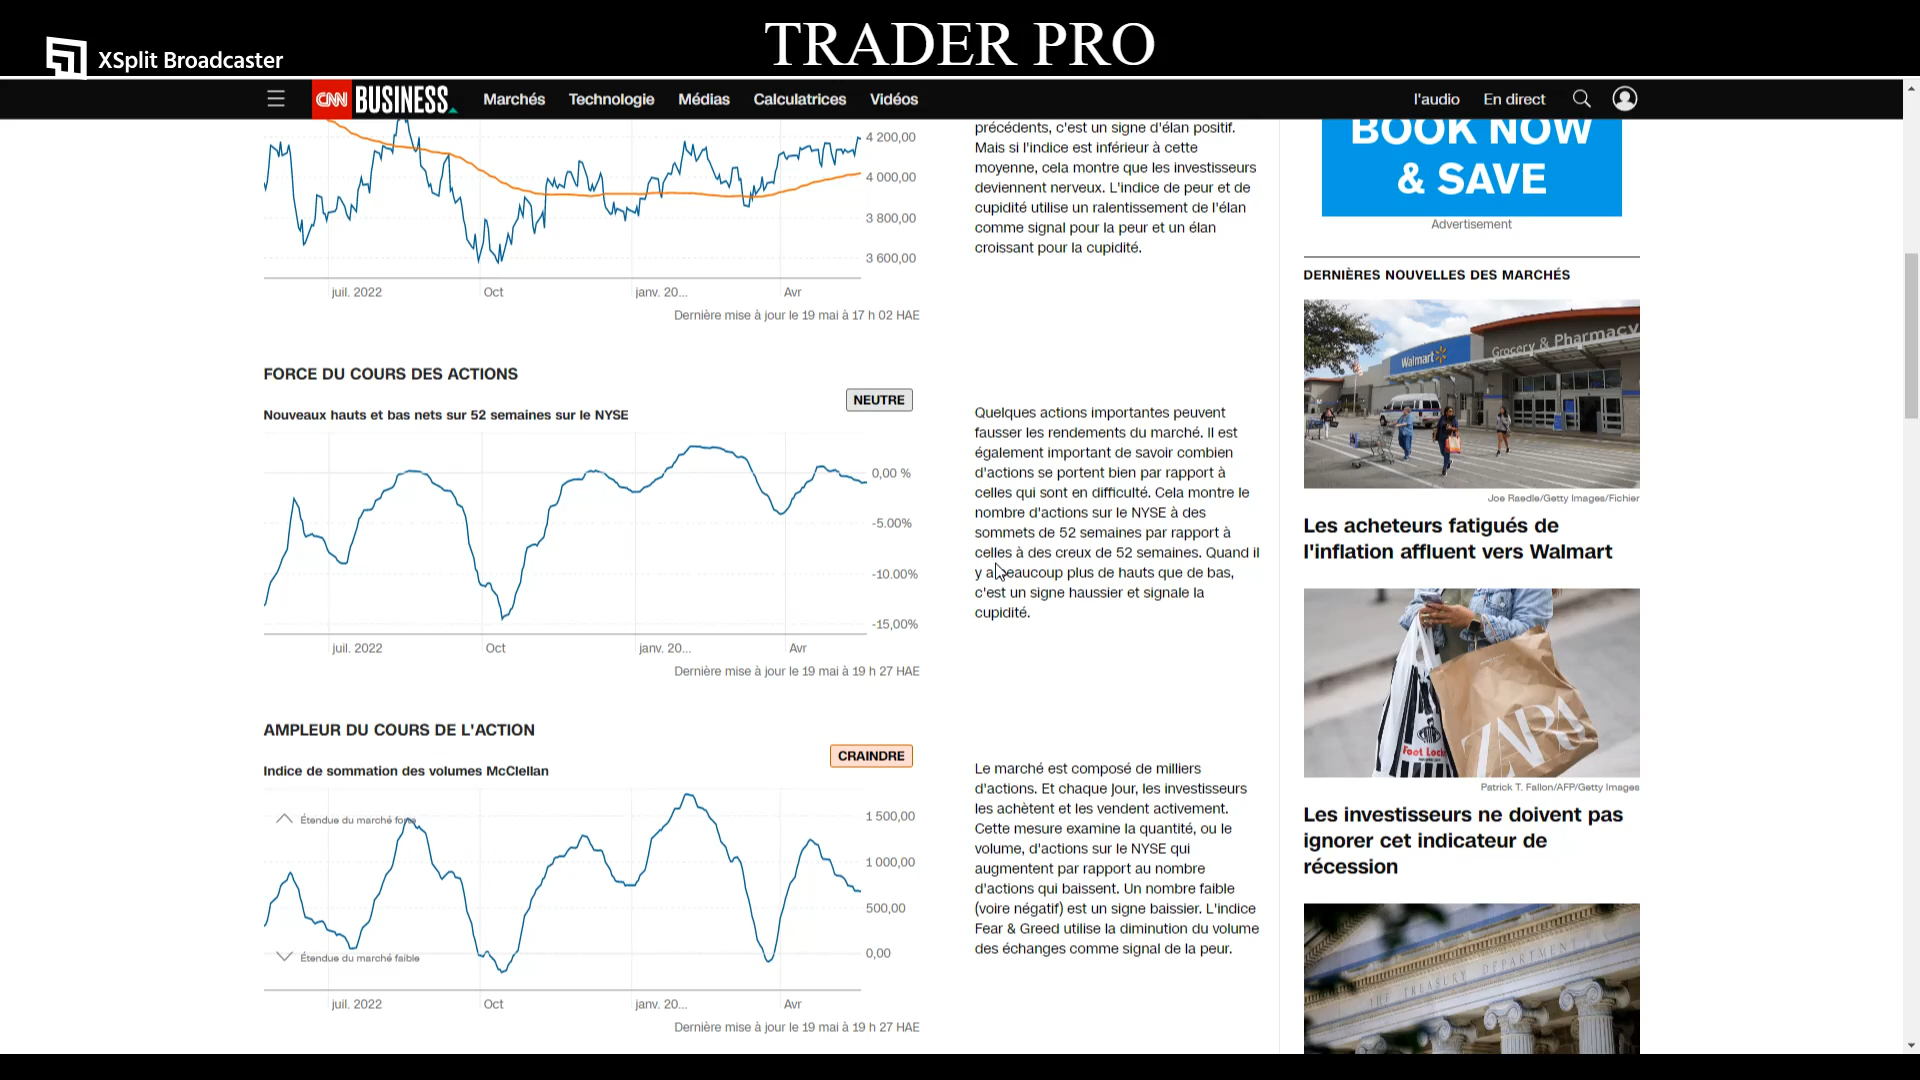 TRADER PRO
XSplit Broadcaster
CNN BUSINESS
Marchés
Technologie
Médias
Calculatrices
Vidéos
l'audio
En direct
4 200,00
4 000,00
3 800,00
3 600,00
juil. 2022
Oct
janv. 20...
Avr
Dernière mise à jour le 19 mai à 17 h 02 HAE
précédents, c'est un signe d'élan positif.
Mais si l'indice est inférieur à cette
moyenne, cela montre que les investisseurs
deviennent nerveux. L'indice de peur et de
cupidité utilise un ralentissement de l'élan
comme signal pour la peur et un élan
croissant pour la cupidité.
FORCE DU COURS DES ACTIONS
NEUTRE
Nouveaux hauts et bas nets sur 52 semaines sur le NYSE
0,00 %
-5.00%
-10.00%
-15,00%
juil. 2022
Oct
janv. 20...
Avr
Dernière mise à jour le 19 mai à 19 h 27 HAE
Quelques actions importantes peuvent
fausser les rendements du marché. Il est
également important de savoir combien
d'actions se portent bien par rapport à
celles qui sont en difficulté. Cela montre le
nombre d'actions sur le NYSE à des
sommets de 52 semaines par rapport à
celles à des creux de 52 semaines. Quand il
y a beaucoup plus de hauts que de bas,
c'est un signe haussier et signale la
cupidité.
AMPLEUR DU COURS DE L'ACTION
CRAINDRE
Indice de sommation des volumes McClellan
Étendue du marché forte
Étendue du marché faible
1 500,00
1 000,00
500,00
0,00
juil. 2022
Oct
janv. 20...
Avr
Dernière mise à jour le 19 mai à 19 h 27 HAE
Le marché est composé de milliers
d'actions. Et chaque jour, les investisseurs
les achètent et les vendent activement.
Cette mesure examine la quantité, ou le
volume, d'actions sur le NYSE qui
augmentent par rapport au nombre
d'actions qui baissent. Un nombre faible
(voire négatif) est un signe baissier. L'indice
Fear & Greed utilise la diminution du volume
des échanges comme signal de la peur.
BOOK NOW
& SAVE
Advertisement
DERNIÈRES NOUVELLES DES MARCHÉS
Walmart
Grocery & Pharmacy
Joe Raedle/Getty Images/Fichier
Les acheteurs fatigués de
l'inflation affluent vers Walmart
Foot Lock
ZARA
Patrick T. Fallon/AFP/Getty Images
Les investisseurs ne doivent pas
ignorer cet indicateur de
récession
THE TREASURY DEPARTMENT